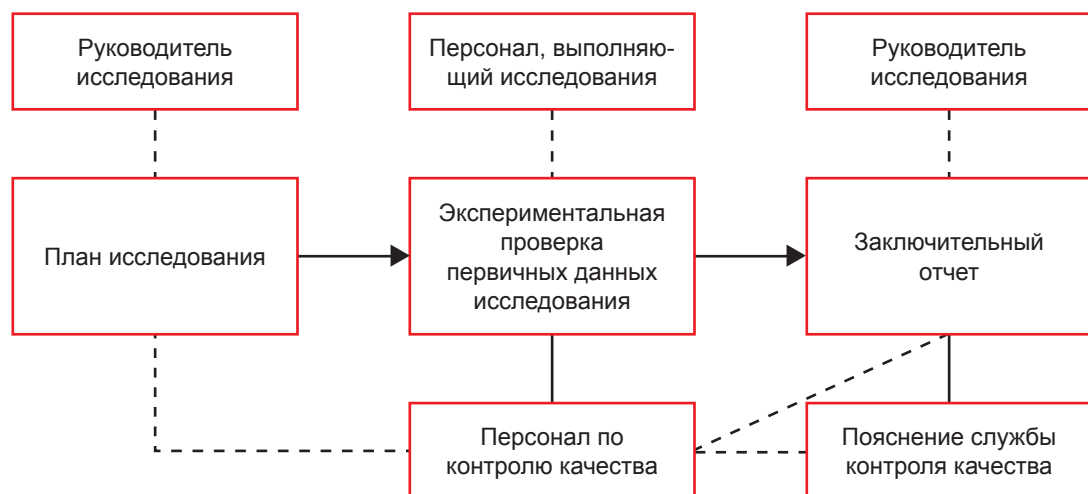 Руководитель
исследования
Персонал, выполняю-
щий исследования
Руководитель
исследования
План исследования
Экспериментальная
проверка
первичных данных
исследования
Заключительный
отчет
Персонал по
контролю качества
Пояснение службы
контроля качества